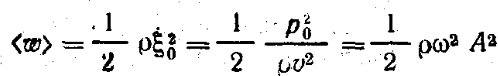 ⟨w⟩ = 1/2 ρξ̇₀² = 1/2 p₀²/ρv² = 1/2 ρω² A²